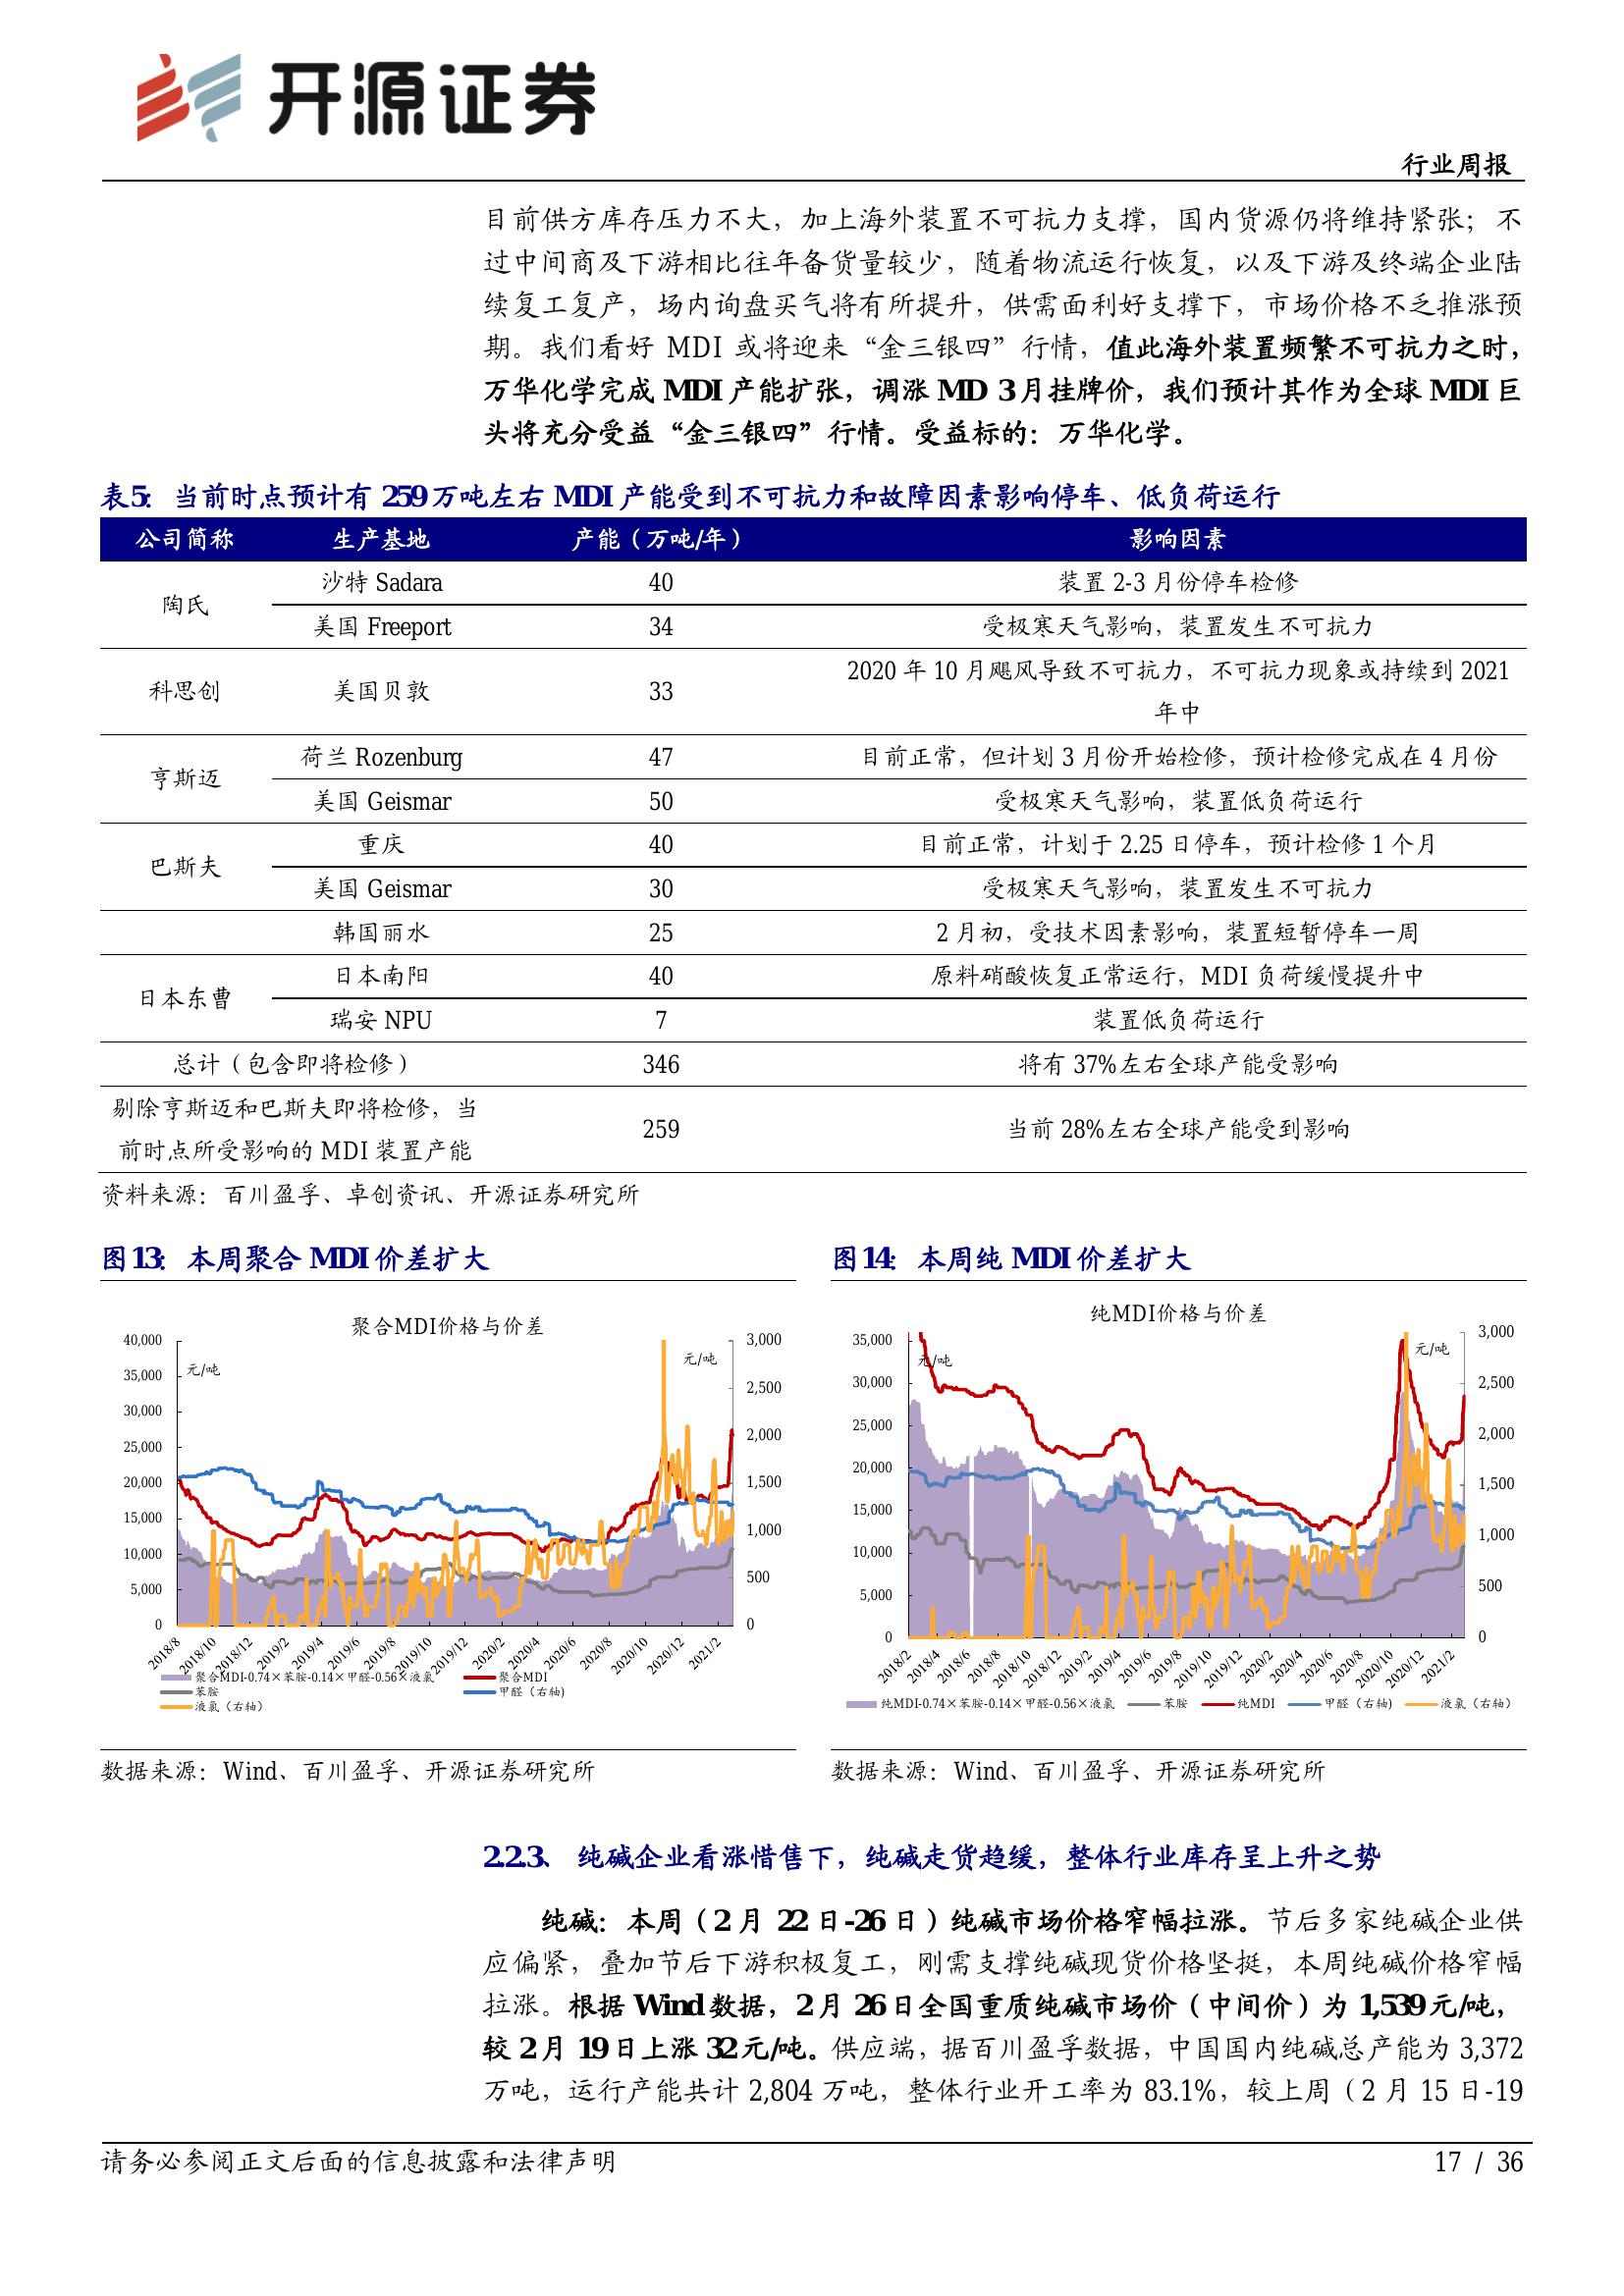 开源证券
行业周报
目前供方库存压力不大，加上海外装置不可抗力支撑，国内货源仍将维持紧张；不
过中间商及下游相比往年备货量较少，随着物流运行恢复，以及下游及终端企业陆
续复工复产，场内询盘买气将有所提升，供需面利好支撑下，市场价格不乏推涨预
期。我们看好 MDI 或将迎来“金三银四”行情，值此海外装置频繁不可抗力之时，
万华化学完成 MDI 产能扩张，调涨 MD 3 月挂牌价，我们预计其作为全球 MDI 巨
头将充分受益“金三银四”行情。受益标的：万华化学。
表5：当前时点预计有 259 万吨左右 MDI 产能受到不可抗力和故障因素影响停车、低负荷运行
公司简称 生产基地 产能（万吨/年） 影响因素
陶氏 沙特 Sadara 40 装置 2-3 月份停车检修
美国 Freeport 34 受极寒天气影响，装置发生不可抗力
科思创 美国贝敦 33 2020 年 10 月飓风导致不可抗力，不可抗力现象或持续到 2021
年中
亨斯迈 荷兰 Rozenburg 47 目前正常，但计划 3 月份开始检修，预计检修完成在 4 月份
美国 Geismar 50 受极寒天气影响，装置低负荷运行
巴斯夫 重庆 40 目前正常，计划于 2.25 日停车，预计检修 1 个月
美国 Geismar 30 受极寒天气影响，装置发生不可抗力
韩国丽水 25 2 月初，受技术因素影响，装置短暂停车一周
日本东曹 日本南阳 40 原料硝酸恢复正常运行，MDI 负荷缓慢提升中
瑞安 NPU 7 装置低负荷运行
总计（包含即将检修） 346 将有 37%左右全球产能受影响
剔除亨斯迈和巴斯夫即将检修，当
前时点所受影响的 MDI 装置产能 259 当前 28%左右全球产能受到影响
资料来源：百川盈孚、卓创资讯、开源证券研究所
图13：本周聚合 MDI 价差扩大
聚合MDI价格与价差
元/吨 元/吨
40,000
35,000
30,000
25,000
20,000
15,000
10,000
5,000
0
3,000
2,500
2,000
1,500
1,000
500
0
2018/8 2018/10 2018/12 2019/2 2019/4 2019/6 2019/8 2019/10 2019/12 2020/2 2020/4 2020/6 2020/8 2020/10 2020/12 2021/2
聚合MDI-0.74×苯胺-0.14×甲醛-0.56×液氯 聚合MDI
苯胺 甲醛（右轴）
液氯（右轴）
数据来源：Wind、百川盈孚、开源证券研究所
图14：本周纯 MDI 价差扩大
纯MDI价格与价差
元/吨 元/吨
35,000
30,000
25,000
20,000
15,000
10,000
5,000
0
3,000
2,500
2,000
1,500
1,000
500
0
2018/2 2018/4 2018/6 2018/8 2018/10 2018/12 2019/2 2019/4 2019/6 2019/8 2019/10 2019/12 2020/2 2020/4 2020/6 2020/8 2020/10 2020/12 2021/2
纯MDI-0.74×苯胺-0.14×甲醛-0.56×液氯 苯胺 纯MDI 甲醛（右轴） 液氯（右轴）
数据来源：Wind、百川盈孚、开源证券研究所
2.2.3、 纯碱企业看涨惜售下，纯碱走货趋缓，整体行业库存呈上升之势
纯碱：本周（2 月 22 日-26 日）纯碱市场价格窄幅拉涨。节后多家纯碱企业供
应偏紧，叠加节后下游积极复工，刚需支撑纯碱现货价格坚挺，本周纯碱价格窄幅
拉涨。根据 Wind 数据，2 月 26 日全国重质纯碱市场价（中间价）为 1,539 元/吨，
较 2 月 19 日上涨 32 元/吨。供应端，据百川盈孚数据，中国国内纯碱总产能为 3,372
万吨，运行产能共计 2,804 万吨，整体行业开工率为 83.1%，较上周（2 月 15 日-19
请务必参阅正文后面的信息披露和法律声明
17 / 36